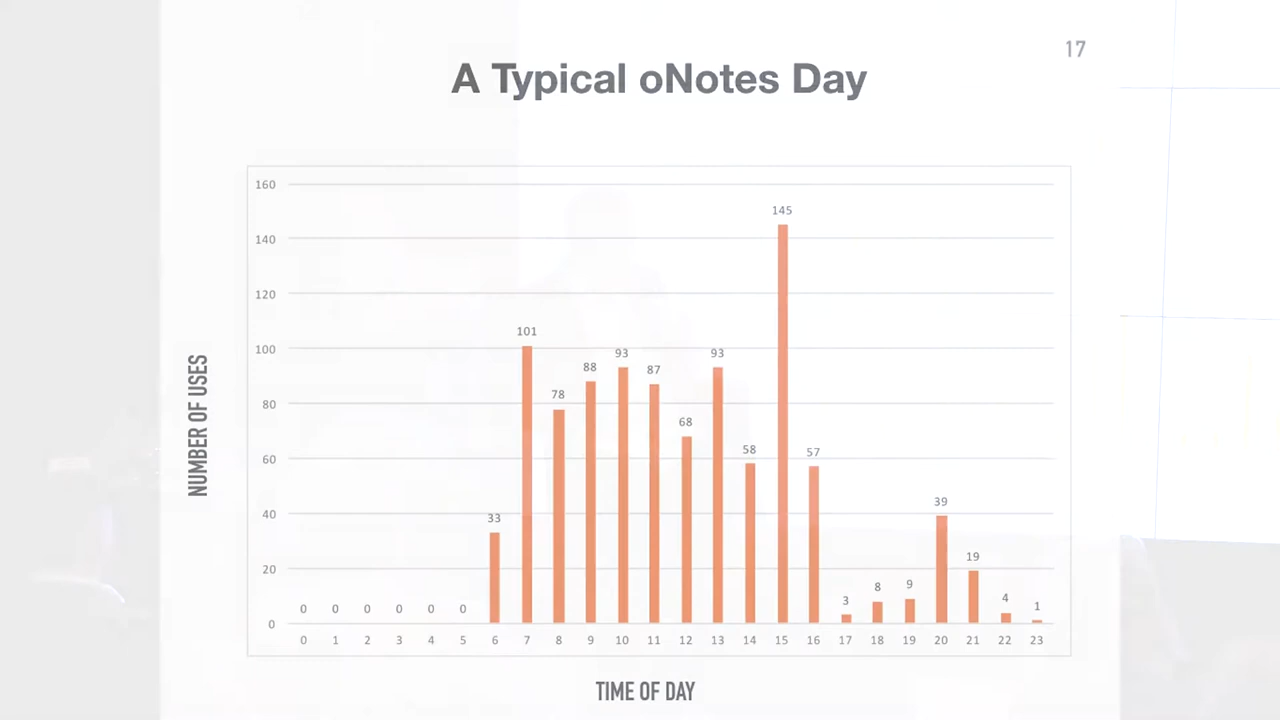 17
A Typical oNotes Day
NUMBER OF USES
160
140
120
100
80
60
40
20
0
0 0 0 0 0 0 33 101 78 88 93 87 68 93 58 145 57 3 8 9 39 19 4 1
0 1 2 3 4 5 6 7 8 9 10 11 12 13 14 15 16 17 18 19 20 21 22 23
TIME OF DAY